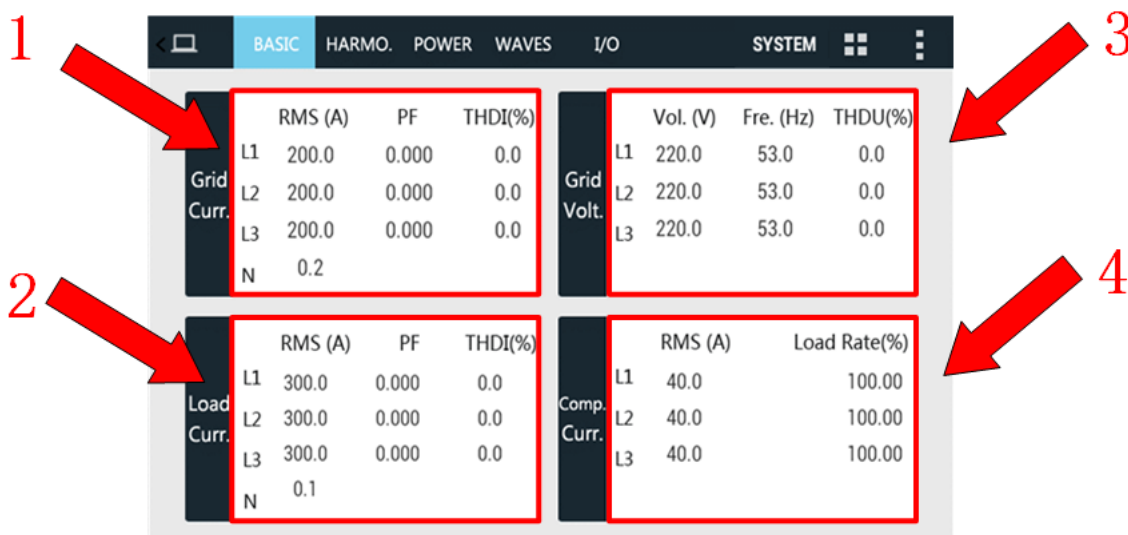 1
3
< BASIC HARMO. POWER WAVES I/O SYSTEM
Grid Curr.
RMS (A) PF THDI(%)
L1 200.0 0.000 0.0
L2 200.0 0.000 0.0
L3 200.0 0.000 0.0
N 0.2
Grid Volt.
Vol. (V) Fre. (Hz) THDU(%)
L1 220.0 53.0 0.0
L2 220.0 53.0 0.0
L3 220.0 53.0 0.0
2
4
Load Curr.
RMS (A) PF THDI(%)
L1 300.0 0.000 0.0
L2 300.0 0.000 0.0
L3 300.0 0.000 0.0
N 0.1
Comp. Curr.
RMS (A) Load Rate(%)
L1 40.0 100.00
L2 40.0 100.00
L3 40.0 100.00